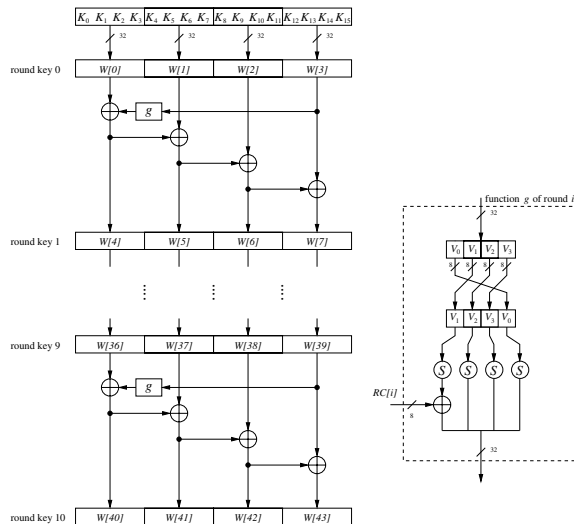 K0 K1 K2 K3 K4 K5 K6 K7 K8 K9 K10 K11 K12 K13 K14 K15
32 32 32 32
round key 0 W[0] W[1] W[2] W[3]
g
round key 1 W[4] W[5] W[6] W[7]
round key 9 W[36] W[37] W[38] W[39]
g
round key 10 W[40] W[41] W[42] W[43]
function g of round i
32
V0 V1 V2 V3
8 8 8 8
V1 V2 V3 V0
S S S S
RC[i]
8
32